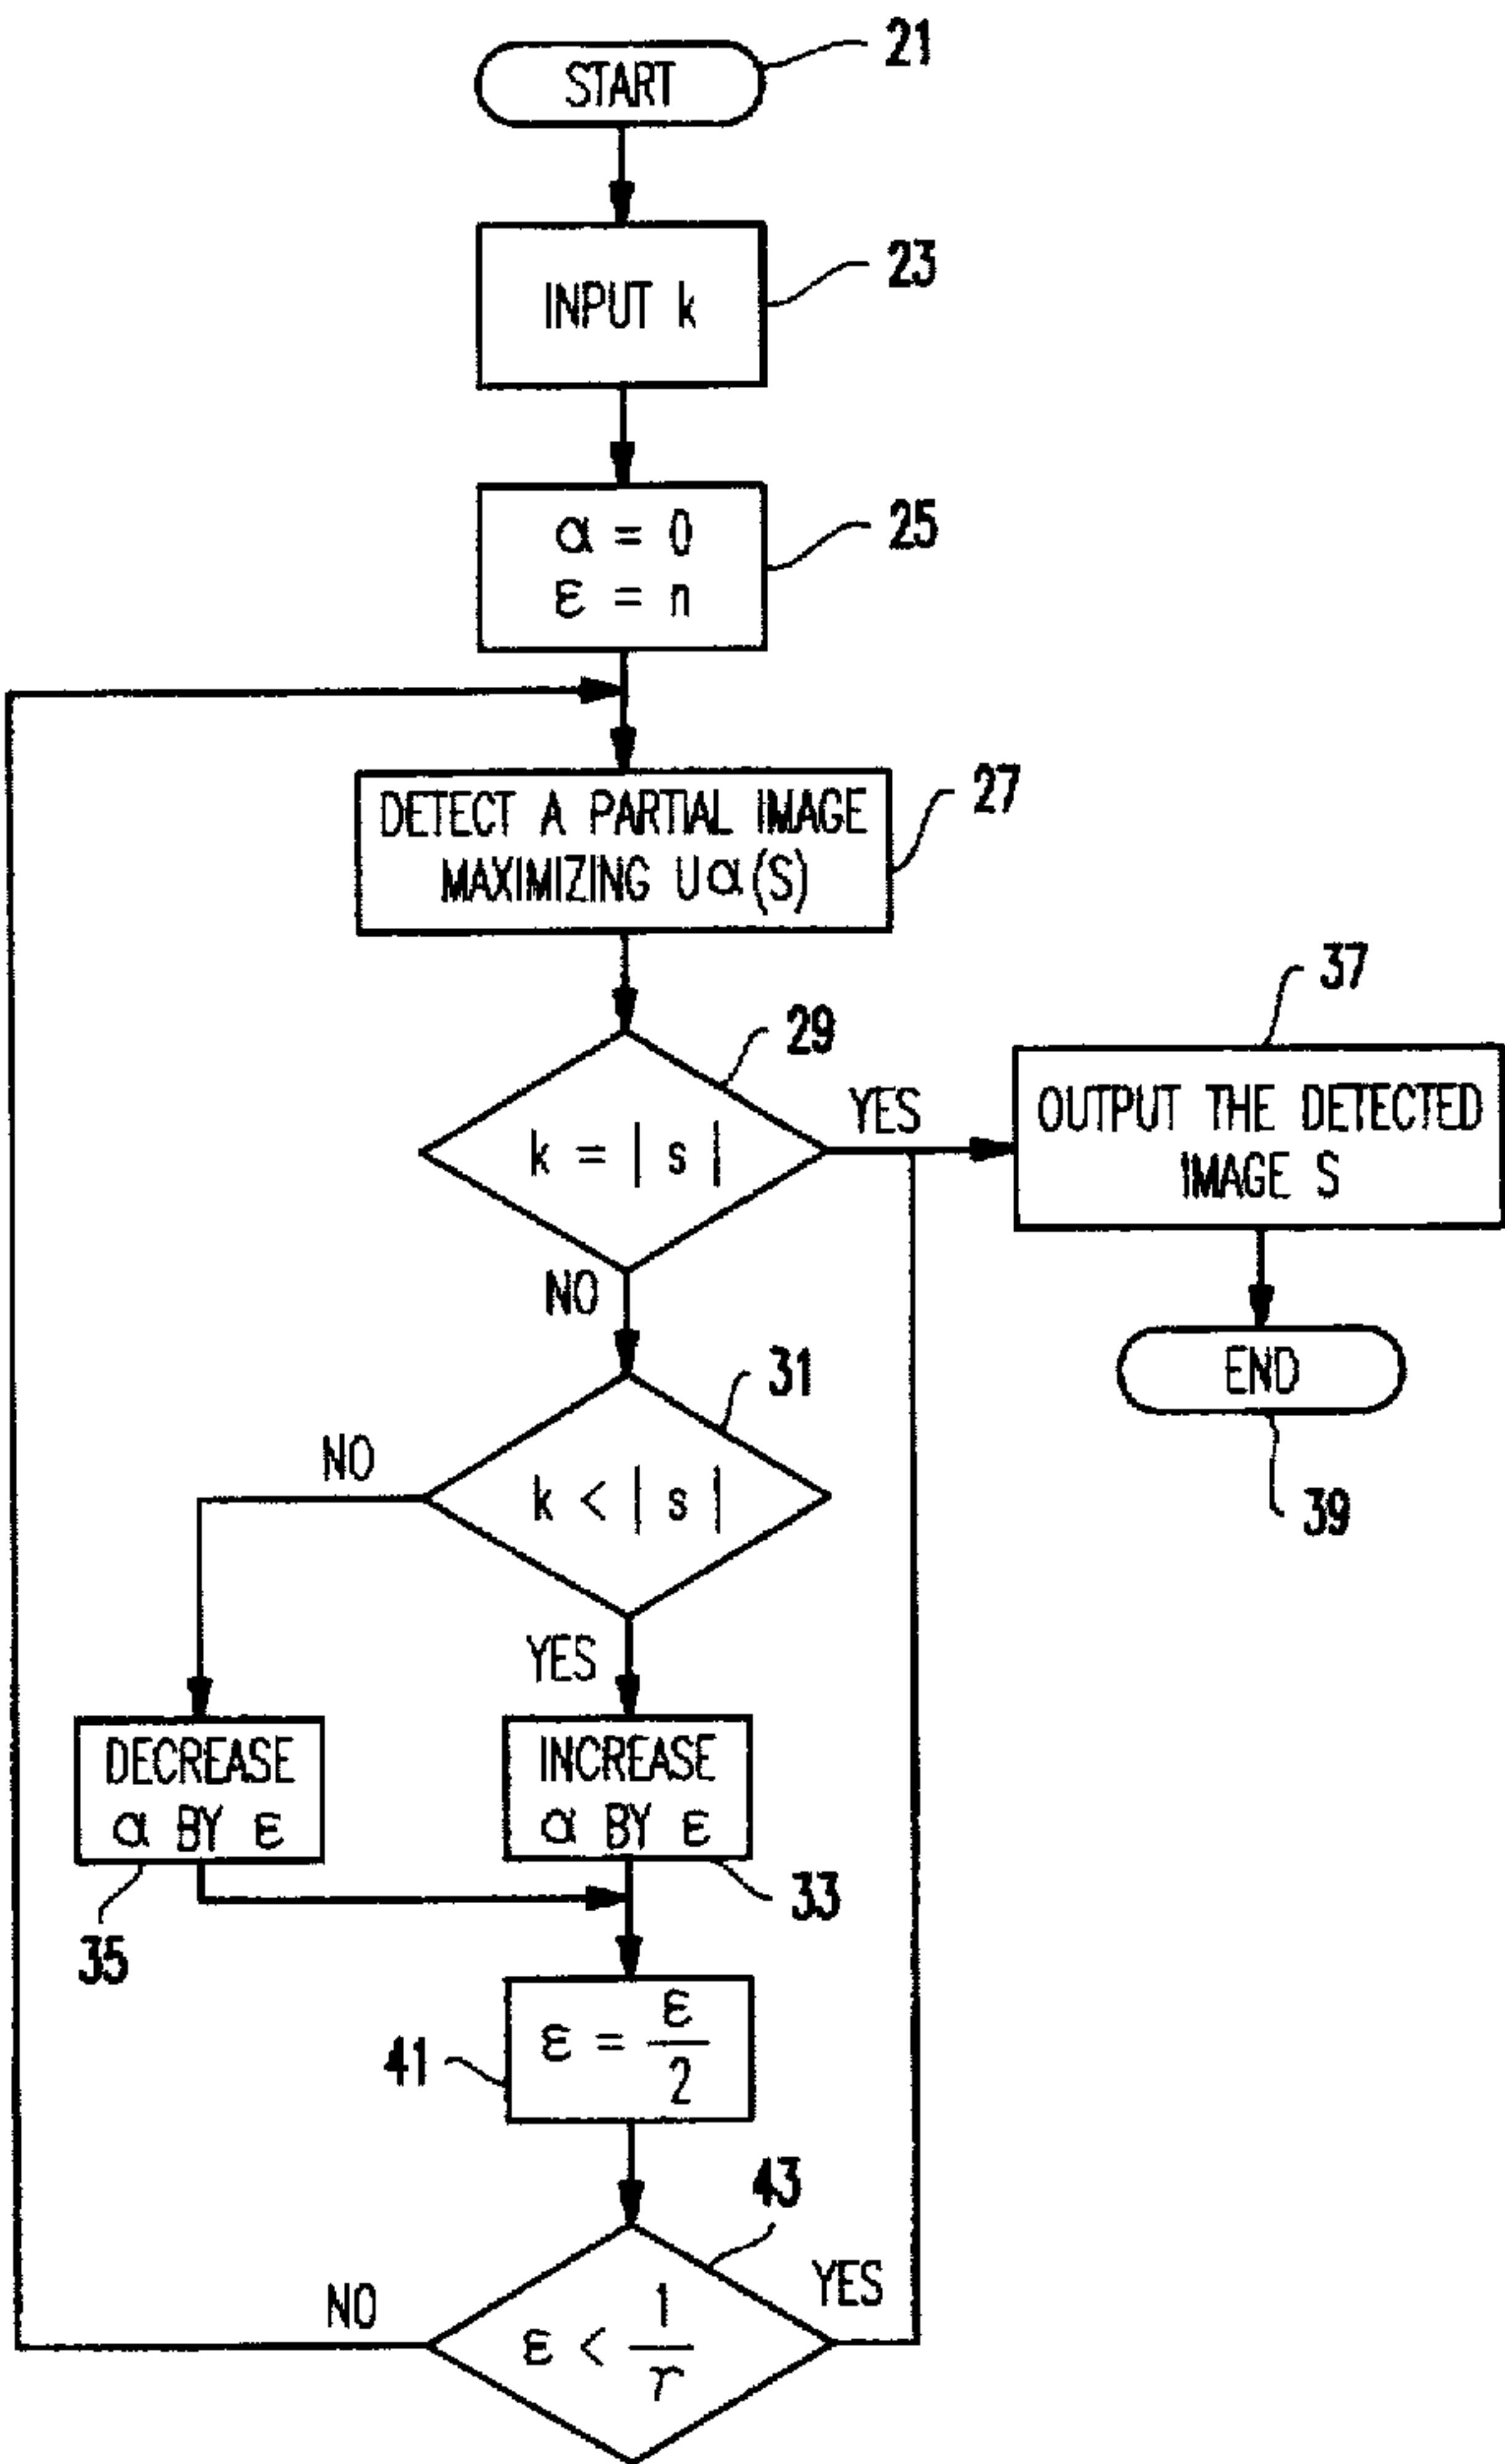 START
21
INPUT k
23
α = 0
ε = n
25
DETECT A PARTIAL IMAGE
MAXIMIZING Uα(S)
27
k = | s |
29
YES
NO
OUTPUT THE DETECTED
IMAGE S
37
END
39
k < | s |
31
NO
YES
DECREASE
α BY ε
35
INCREASE
α BY ε
33
ε = ε/2
41
ε < 1/r
43
NO
YES